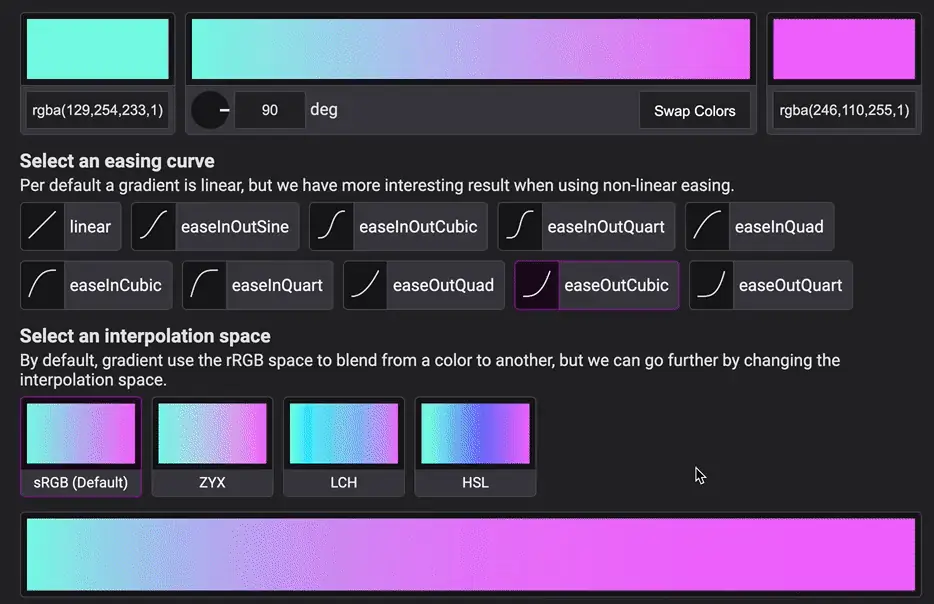 rgba(129,254,233,1)
90 deg
Swap Colors
rgba(246,110,255,1)
Select an easing curve
Per default a gradient is linear, but we have more interesting result when using non-linear easing.
linear
easeInOutSine
easeInOutCubic
easeInOutQuart
easeInQuad
easeInCubic
easeInQuart
easeOutQuad
easeOutCubic
easeOutQuart
Select an interpolation space
By default, gradient use the rRGB space to blend from a color to another, but we can go further by changing the
interpolation space.
sRGB (Default)
ZYX
LCH
HSL